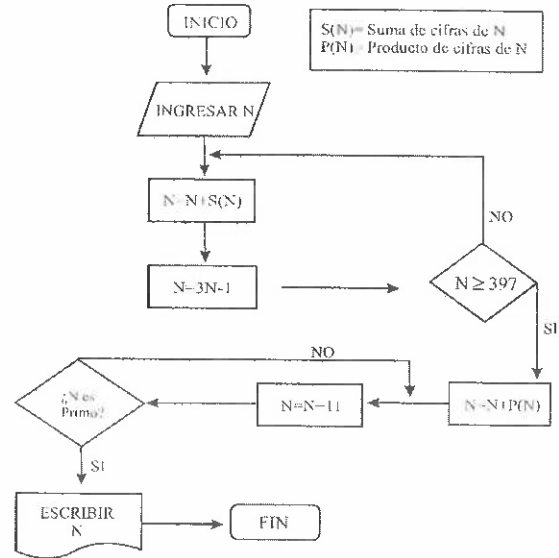 INICIO
S(N)= Suma de cifras de N
P(N)= Producto de cifras de N
INGRESAR N
N=N+S(N)
NO
N=3N-1
N ≥ 397
SI
NO
¿N es
Primo?
N=N-11
N=N+P(N)
SI
ESCRIBIR
N
FIN